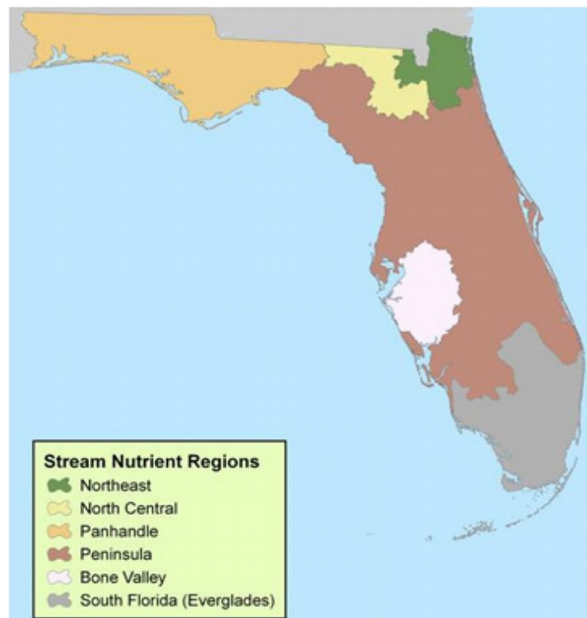 Stream Nutrient Regions
Northeast
North Central
Panhandle
Peninsula
Bone Valley
South Florida (Everglades)